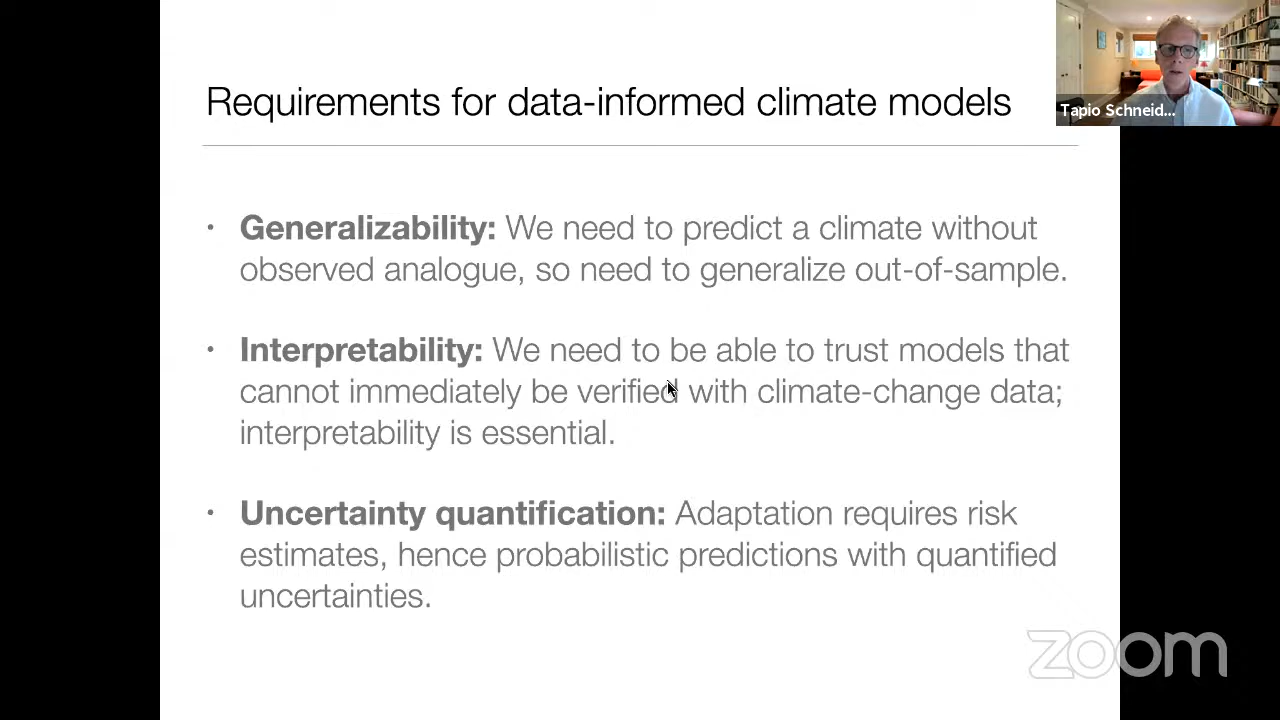 Requirements for data-informed climate models
Tapio Schneid...
• Generalizability: We need to predict a climate without
observed analogue, so need to generalize out-of-sample.
• Interpretability: We need to be able to trust models that
cannot immediately be verified with climate-change data;
interpretability is essential.
• Uncertainty quantification: Adaptation requires risk
estimates, hence probabilistic predictions with quantified
uncertainties.
zoom